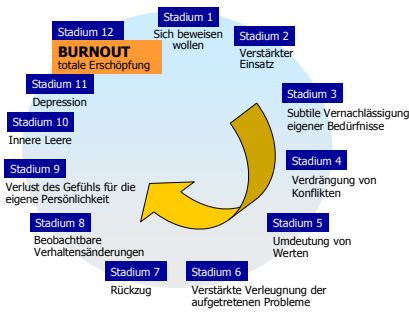 Stadium 1
Sich beweisen
wollen
Stadium 2
Verstärkter
Einsatz
Stadium 3
Subtile Vernachlässigung
eigener Bedürfnisse
Stadium 4
Verdrängung von
Konflikten
Stadium 5
Umdeutung von
Werten
Stadium 6
Verstärkte Verleugnung der
aufgetretenen Probleme
Stadium 7
Rückzug
Stadium 8
Beobachtbare
Verhaltensänderungen
Stadium 9
Verlust des Gefühls für die
eigene Persönlichkeit
Stadium 10
Innere Leere
Stadium 11
Depression
Stadium 12
BURNOUT
totale Erschöpfung